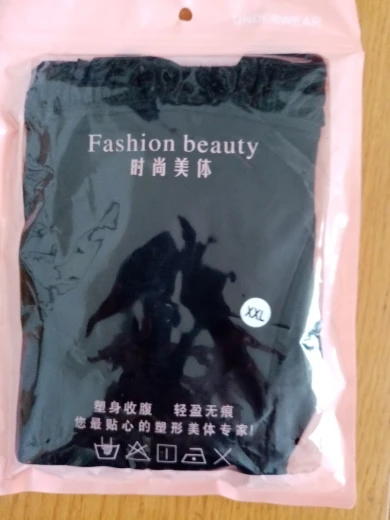 UNDERWEAR
Fashion beauty
时尚美体
XXL
塑身收腹 轻盈无痕
您最贴心的塑形美体专家!